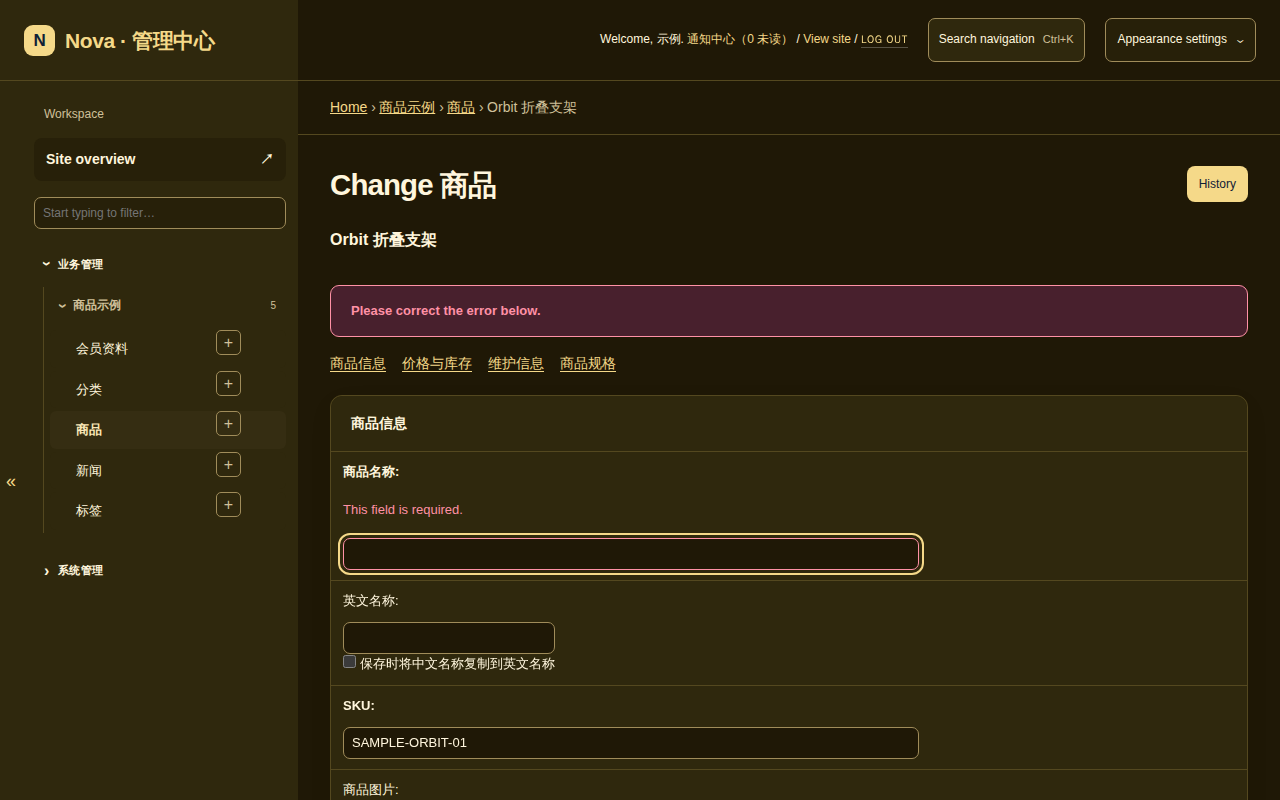 N Nova · 管理中心
Welcome, 示例. 通知中心（0 未读） / View site / LOG OUT
Search navigation Ctrl+K
Appearance settings
Workspace
Site overview ↗
Start typing to filter…
业务管理
商品示例 5
会员资料 +
分类 +
商品 +
新闻 +
标签 +
系统管理
«
Home › 商品示例 › 商品 › Orbit 折叠支架
Change 商品
History
Orbit 折叠支架
Please correct the error below.
商品信息 价格与库存 维护信息 商品规格
商品信息
商品名称:
This field is required.
英文名称:
保存时将中文名称复制到英文名称
SKU:
SAMPLE-ORBIT-01
商品图片: